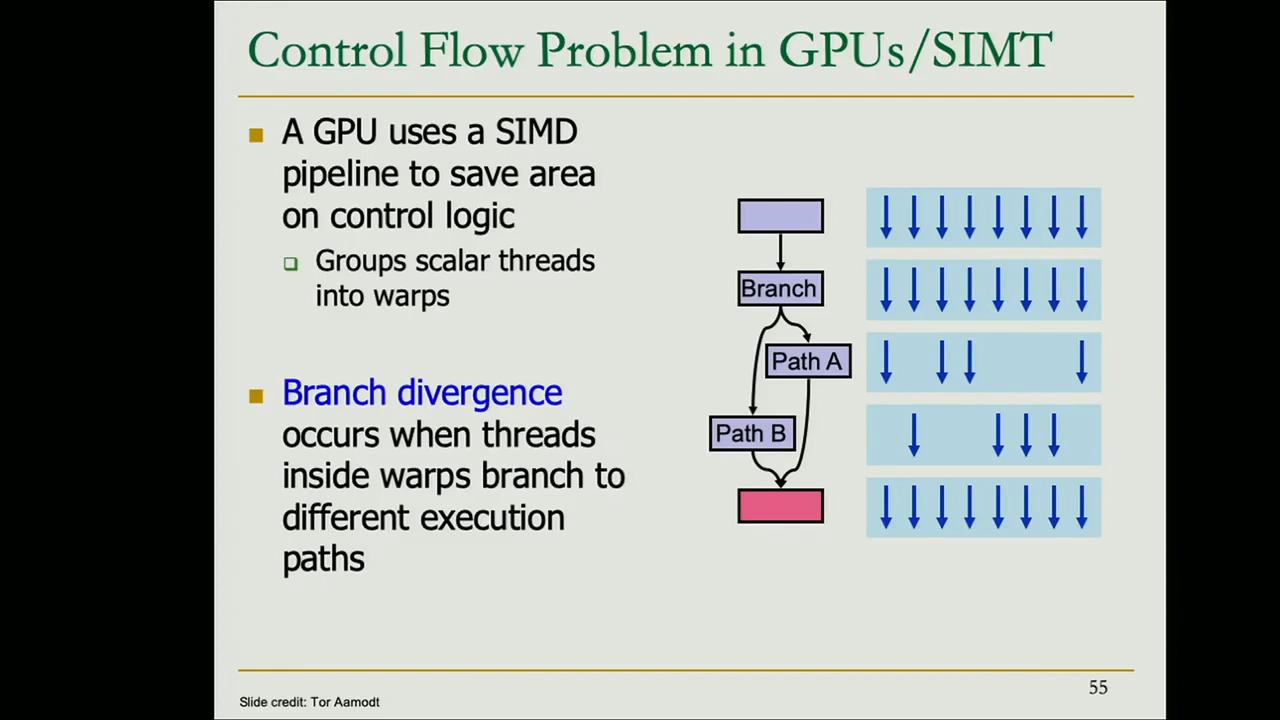 Control Flow Problem in GPUs/SIMT
A GPU uses a SIMD
pipeline to save area
on control logic
Groups scalar threads
into warps
Branch divergence
occurs when threads
inside warps branch to
different execution
paths
Branch
Path A
Path B
55
Slide credit: Tor Aamodt